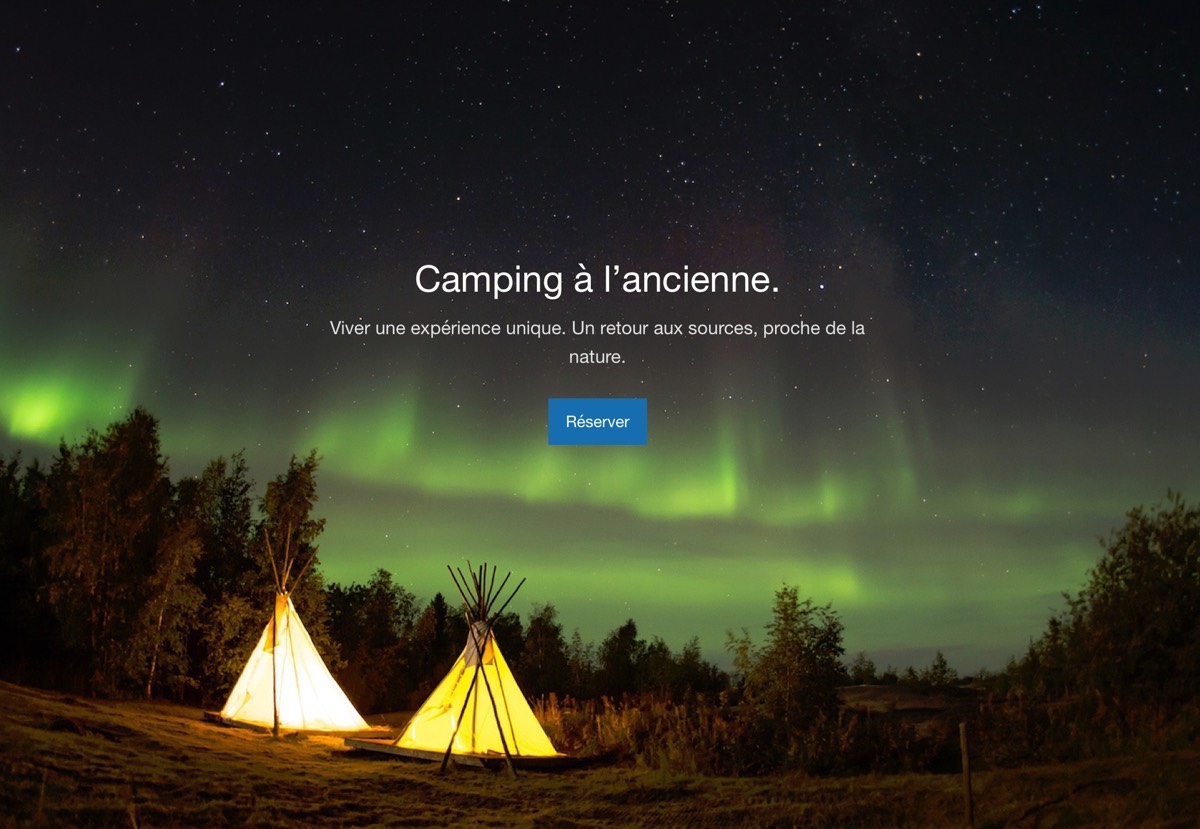 Camping à l’ancienne.
Viver une expérience unique. Un retour aux sources, proche de la
nature.
Réserver